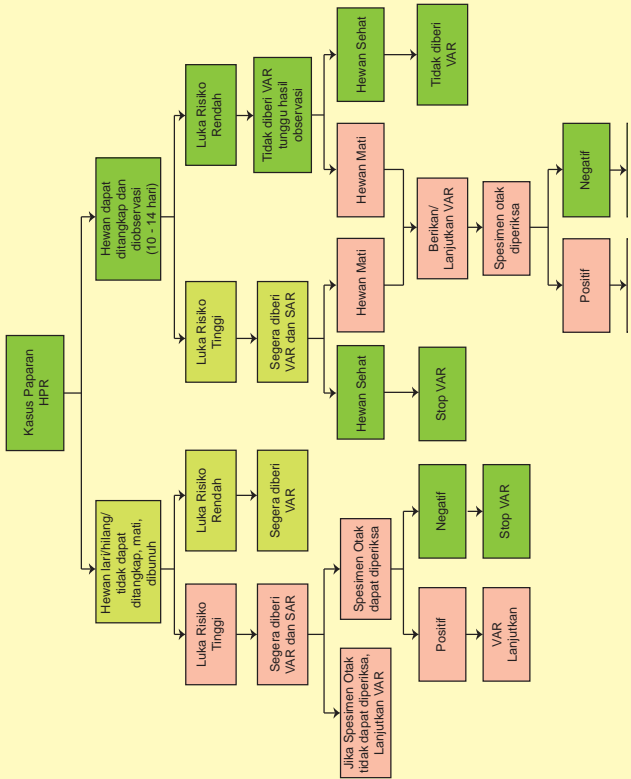 Kasus Paparan
HPR
Hewan lari/hilang/
tidak dapat
ditangkap, mati,
dibunuh
Luka Risiko
Tinggi
Segera diberi
VAR dan SAR
Jika Spesimen Otak
tidak dapat diperiksa,
Lanjutkan VAR
Spesimen Otak
dapat diperiksa
Positif
VAR
Lanjutkan
Negatif
Stop VAR
Luka Risiko
Rendah
Segera diberi
VAR
Hewan dapat
ditangkap dan
diobservasi
(10 - 14 hari)
Luka Risiko
Tinggi
Segera diberi
VAR dan SAR
Hewan Sehat
Stop VAR
Hewan Mati
Luka Risiko
Rendah
Tidak diberi VAR
tunggu hasil
observasi
Hewan Mati
Hewan Sehat
Tidak diberi
VAR
Berikan/
Lanjutkan VAR
Spesimen otak
diperiksa
Positif
Negatif